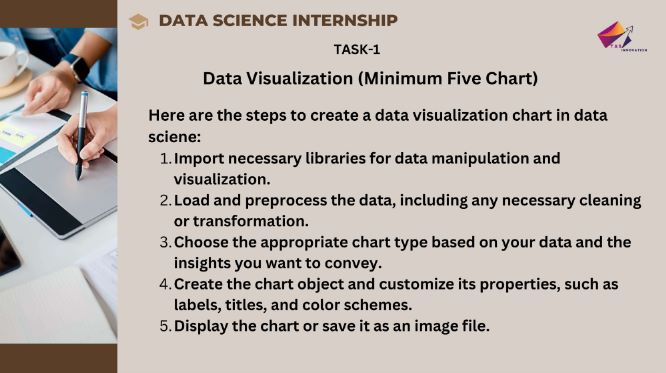 DATA SCIENCE INTERNSHIP
TASK-1
INNOVATION
Data Visualization (Minimum Five Chart)
Here are the steps to create a data visualization chart in data
sciene:
1. Import necessary libraries for data manipulation and
visualization.
2. Load and preprocess the data, including any necessary cleaning
or transformation.
3. Choose the appropriate chart type based on your data and the
insights you want to convey.
4. Create the chart object and customize its properties, such as
labels, titles, and color schemes.
5. Display the chart or save it as an image file.